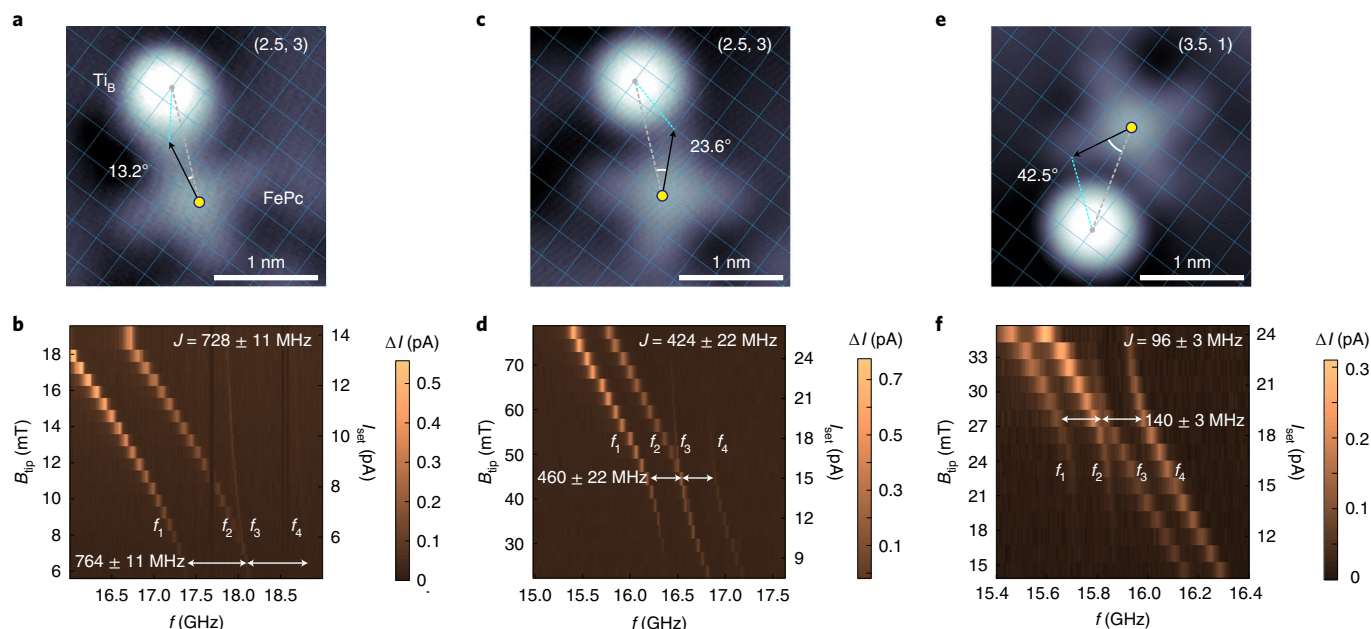 a
(2.5, 3)
TiB
13.2°
FePc
1 nm
c
(2.5, 3)
23.6°
1 nm
e
(3.5, 1)
42.5°
1 nm
b
J = 728 ± 11 MHz
f1
f2
f3
f4
764 ± 11 MHz
18
16
14
12
10
8
6
Btip (mT)
16.5
17.0
17.5
18.0
18.5
f (GHz)
14
12
10
8
6
Iset (pA)
ΔI (pA)
0.5
0.4
0.3
0.2
0.1
0
d
J = 424 ± 22 MHz
f1
f2
f3
f4
460 ± 22 MHz
70
60
50
40
30
Btip (mT)
15.0
15.5
16.0
16.5
17.0
17.5
f (GHz)
24
21
18
15
12
9
Iset (pA)
ΔI (pA)
0.7
0.5
0.3
0.1
f
J = 96 ± 3 MHz
140 ± 3 MHz
f1
f2
f3
f4
33
30
27
24
21
18
15
Btip (mT)
15.4
15.6
15.8
16.0
16.2
16.4
f (GHz)
24
21
18
15
12
Iset (pA)
ΔI (pA)
0.3
0.2
0.1
0